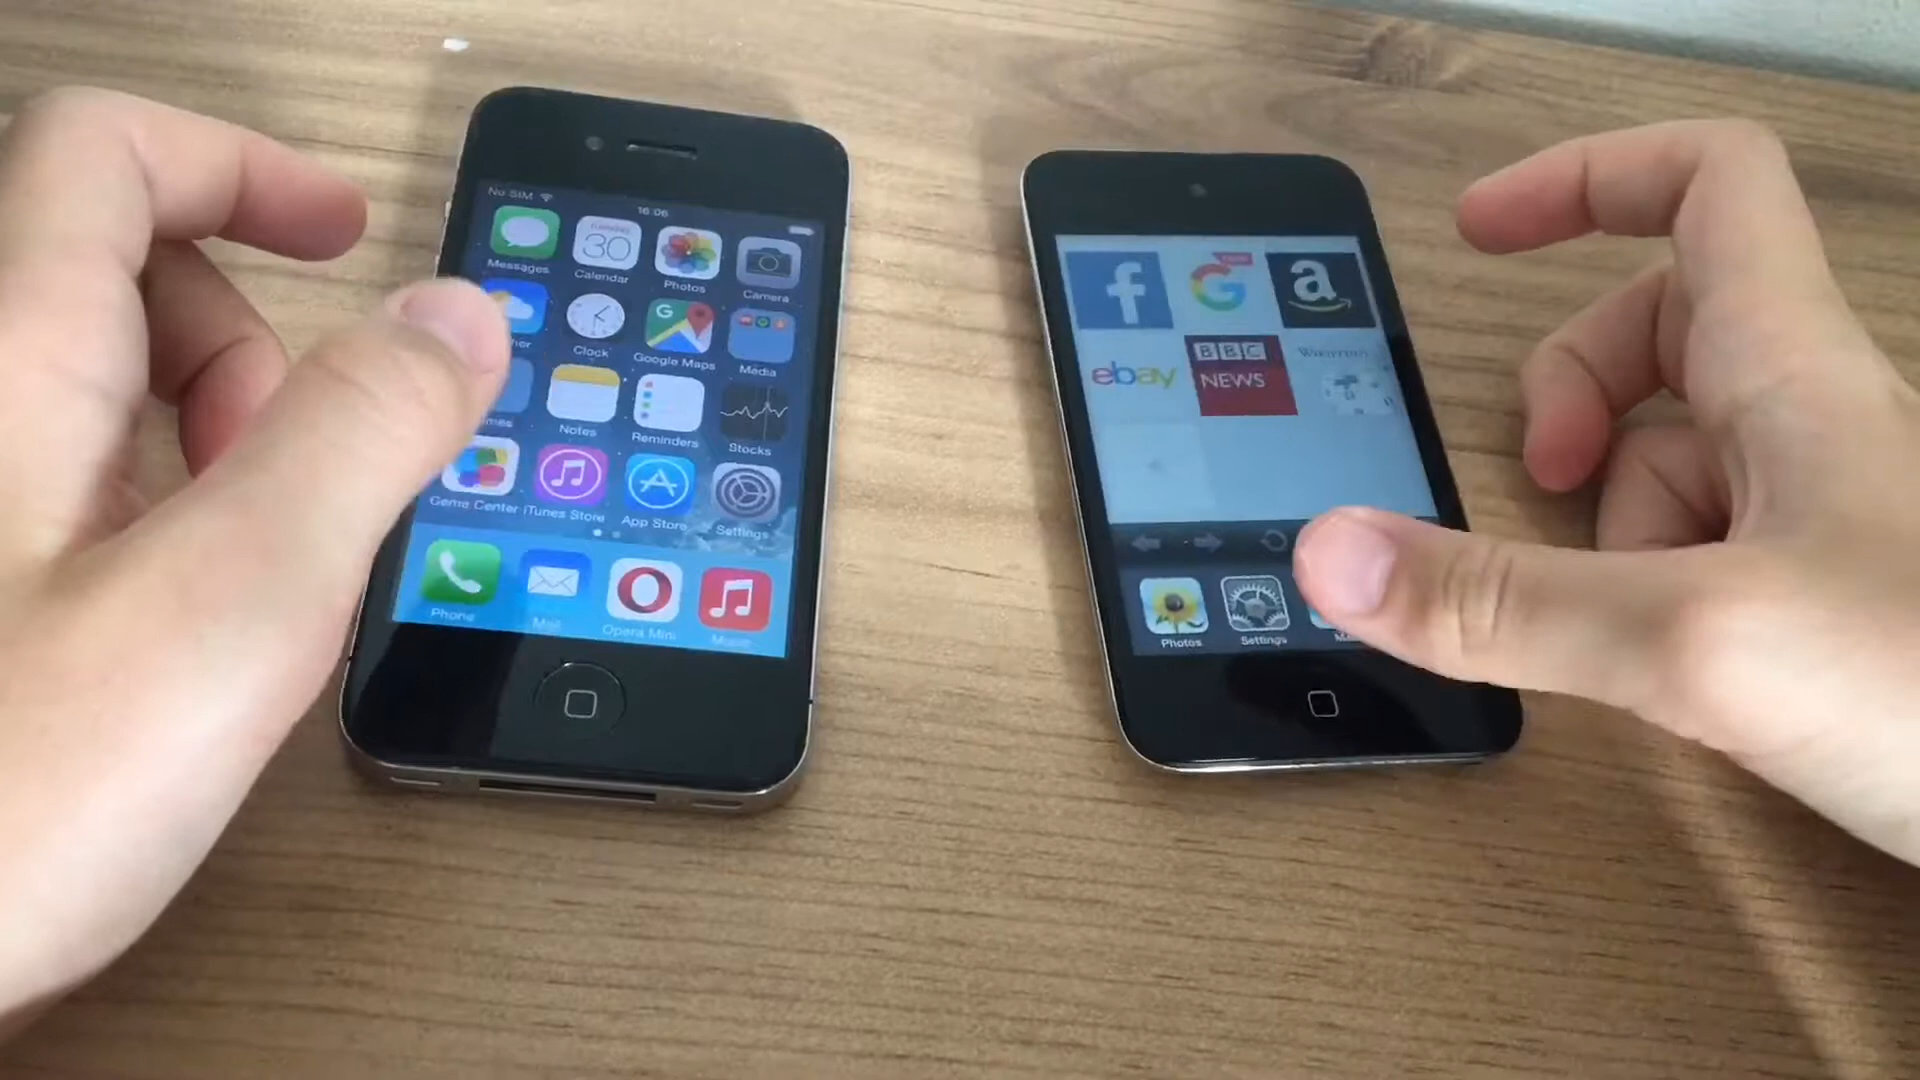 No SIM
16:06
Messages
30
Calendar
Photos
Camera
Clock
G
Google Maps
Media
Notes
Reminders
Stocks
Game Center
iTunes Store
App Store
Settings
Phone
Mail
Opera Mini
Music
f
G
a
ebay
BBC
NEWS
Photos
Settings